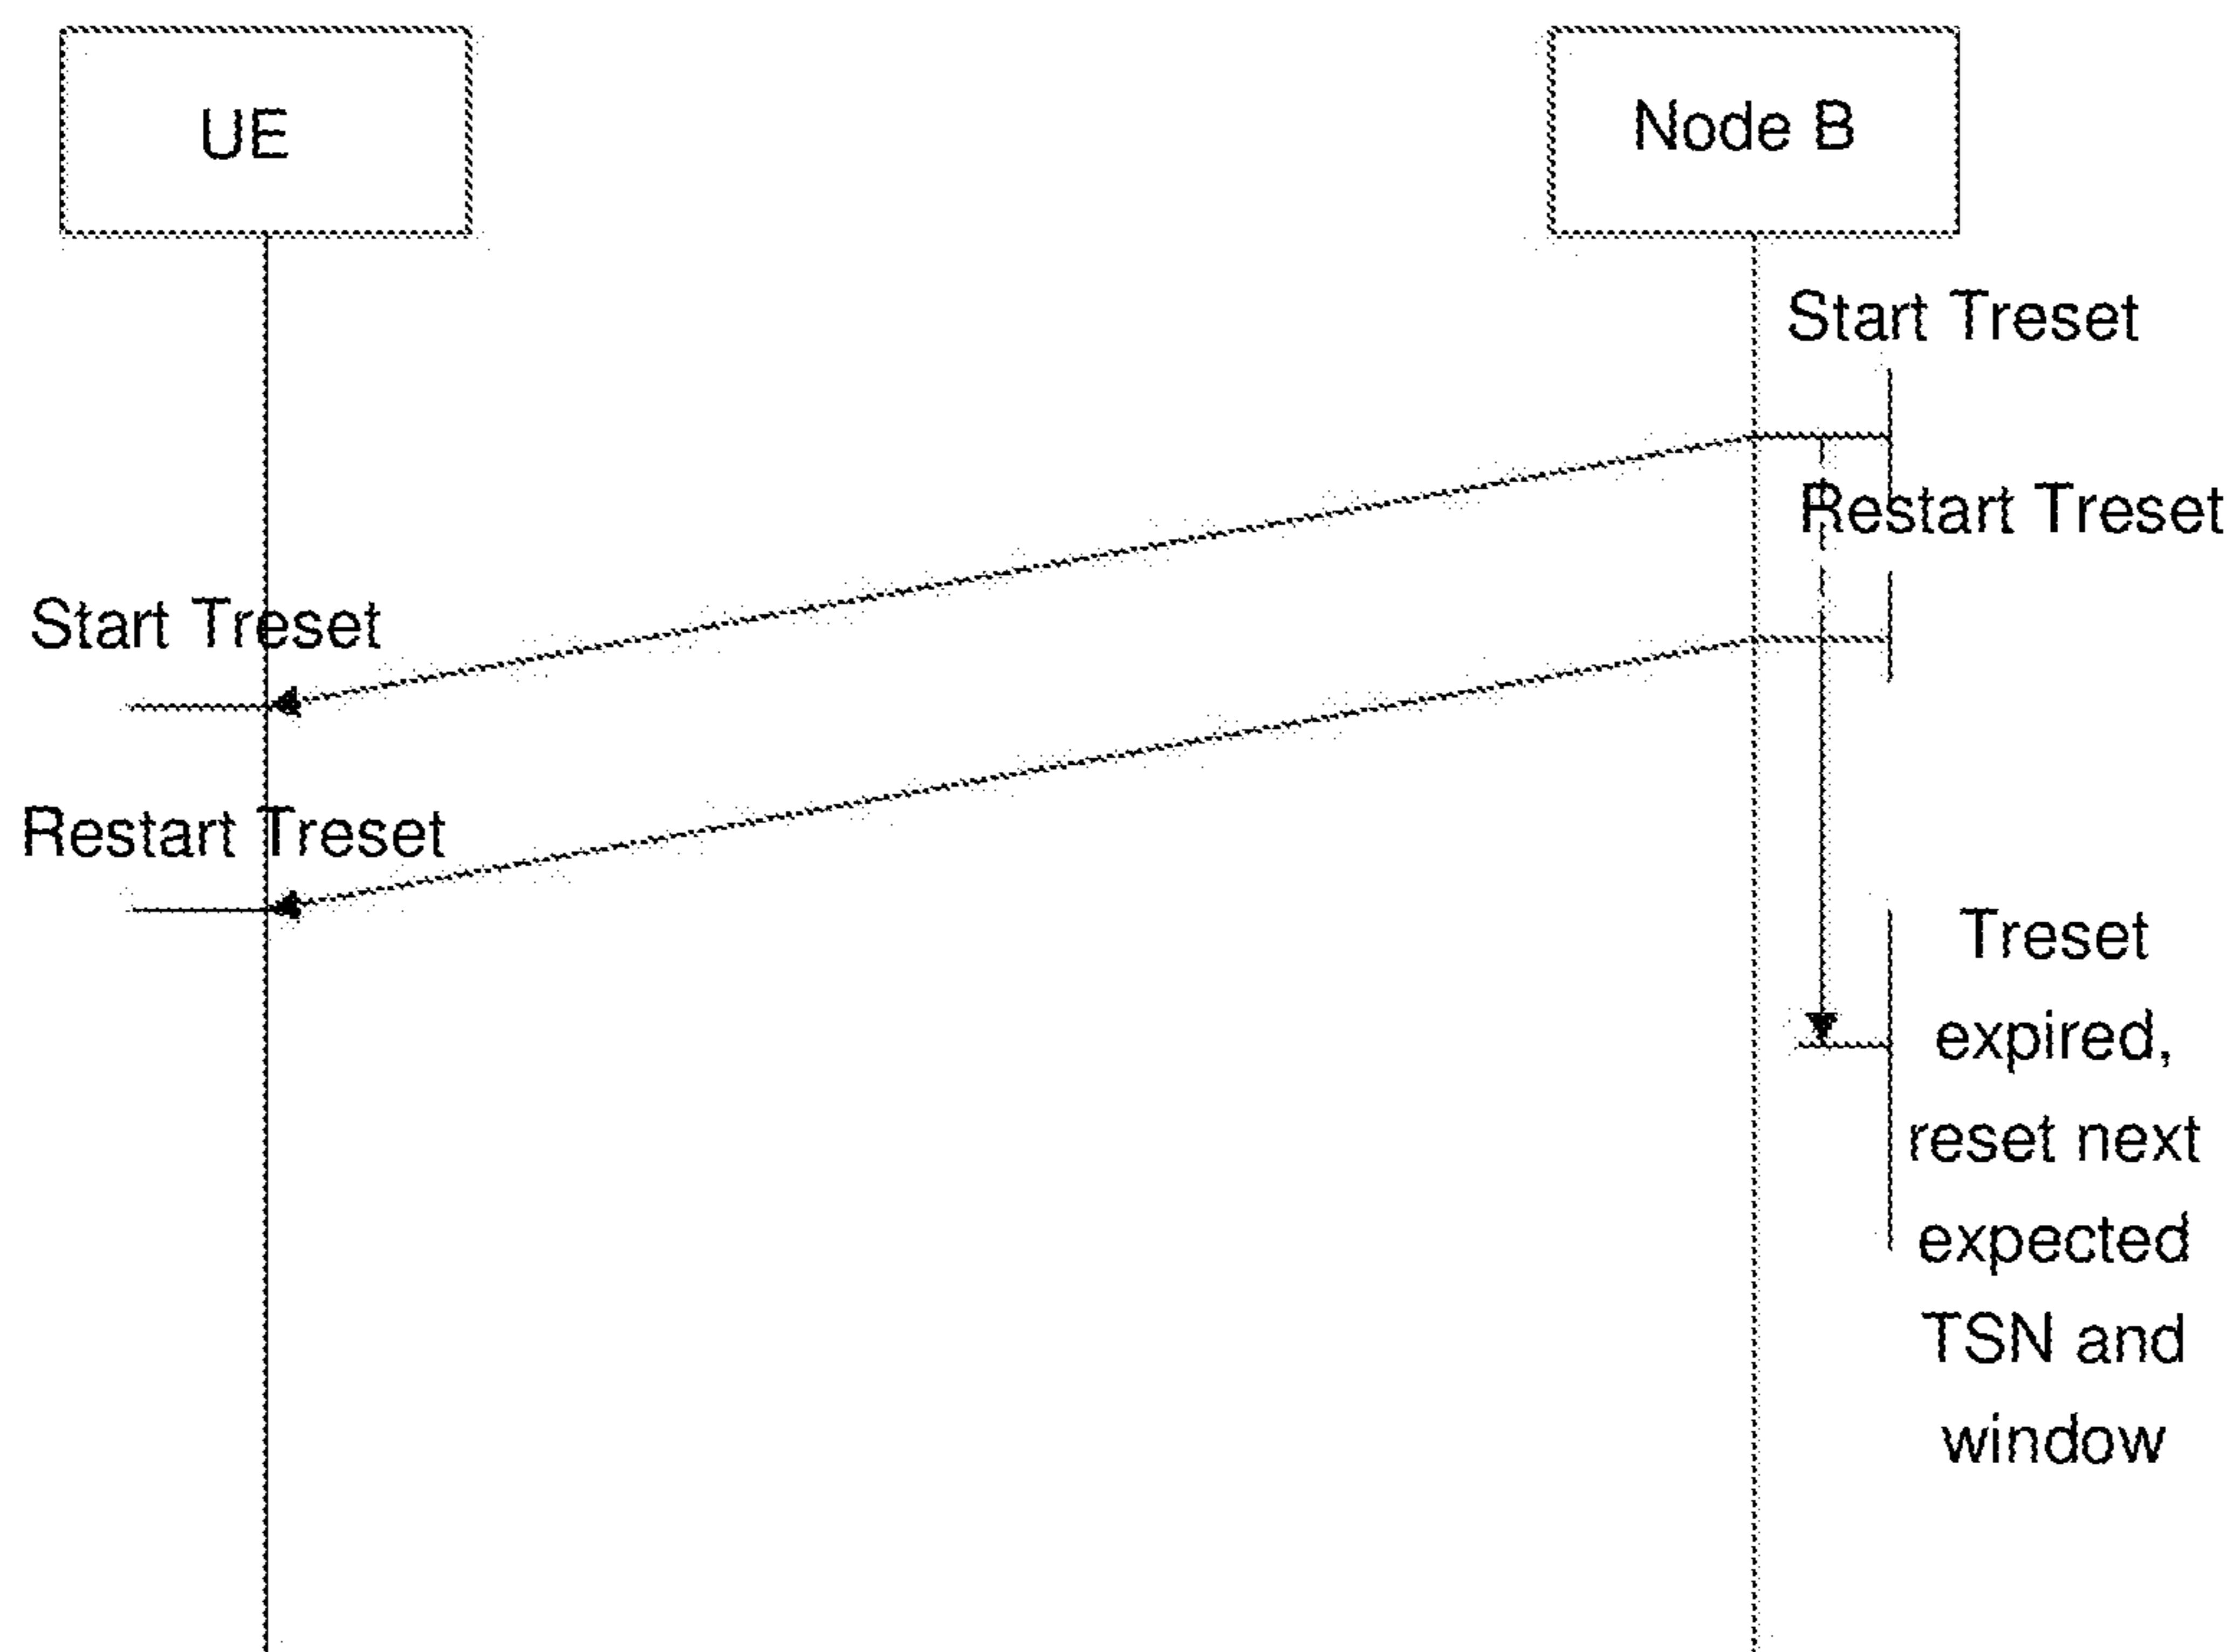 UE
Node B
Start Treset
Restart Treset
Start Treset
Restart Treset
Treset
expired,
reset next
expected
TSN and
window